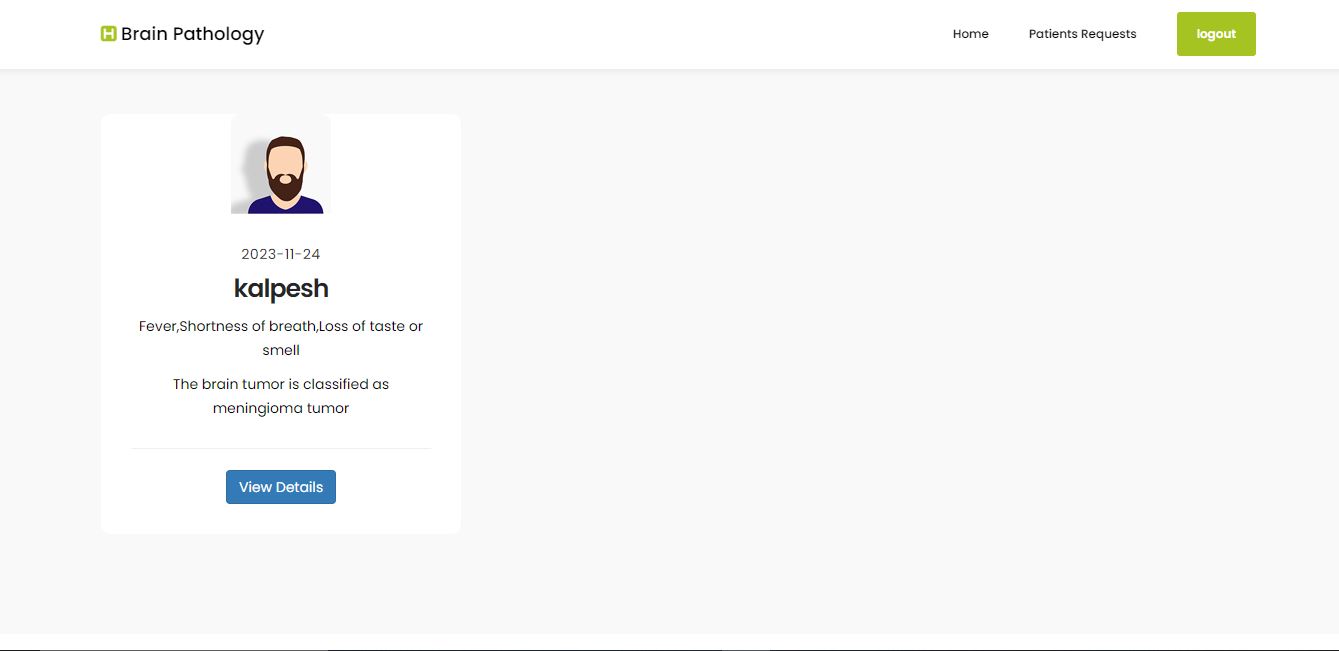 H Brain Pathology
Home
Patients Requests
logout
2023-11-24
kalpesh
Fever,Shortness of breath,Loss of taste or
smell
The brain tumor is classified as
meningioma tumor
View Details